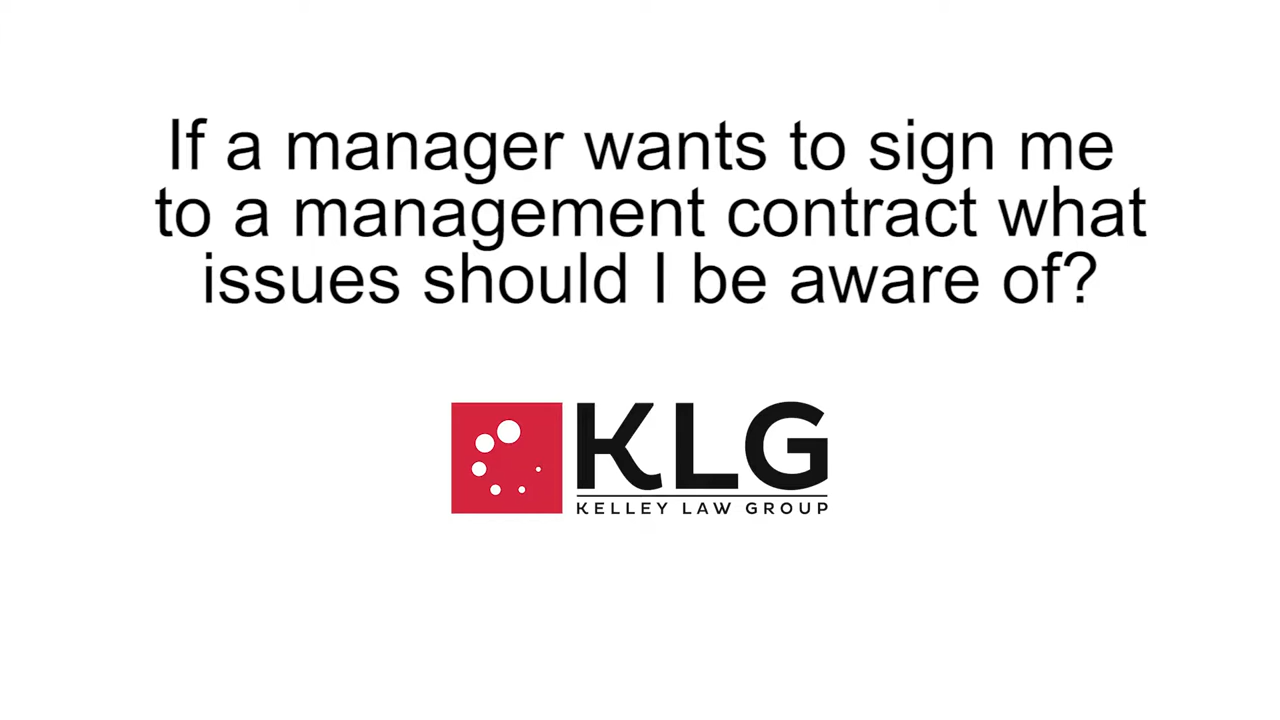 If a manager wants to sign me
to a management contract what
issues should I be aware of?
KLG
KELLEY LAW GROUP